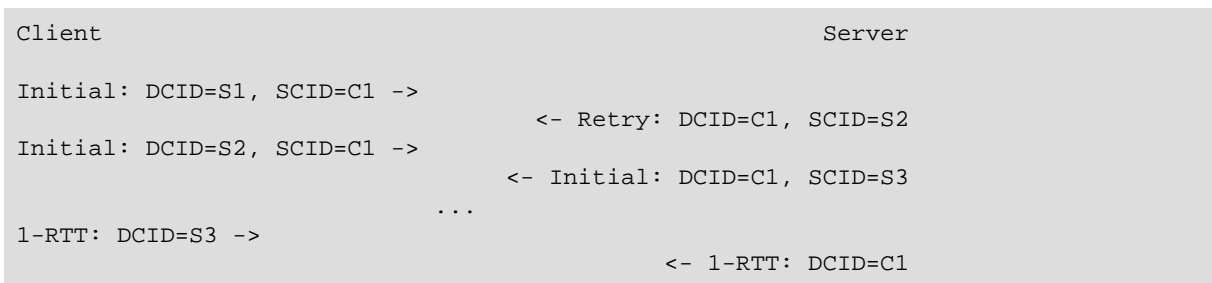 Client Server
Initial: DCID=S1, SCID=C1 ->
<- Retry: DCID=C1, SCID=S2
Initial: DCID=S2, SCID=C1 ->
<- Initial: DCID=C1, SCID=S3
...
1-RTT: DCID=S3 ->
<- 1-RTT: DCID=C1